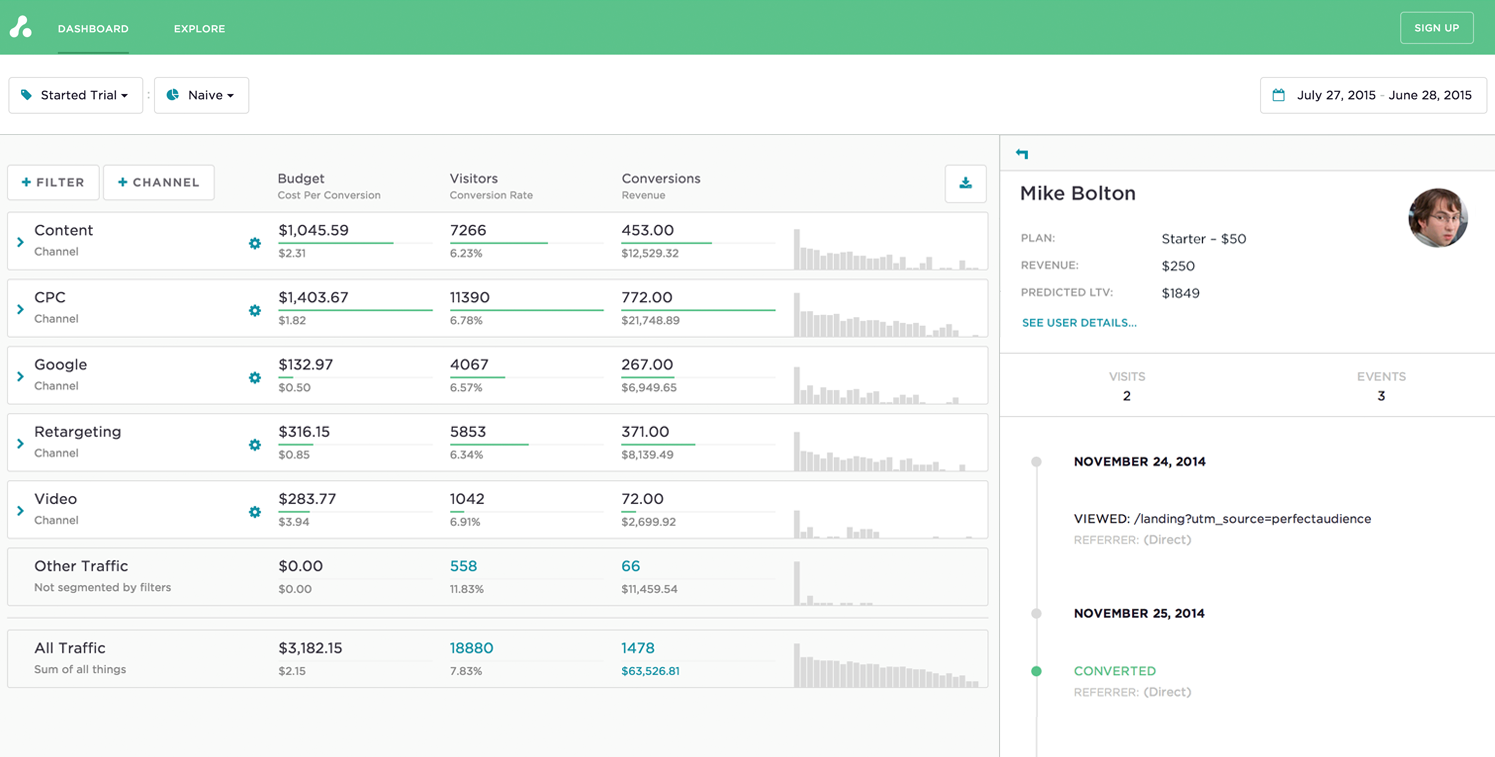 DASHBOARD EXPLORE SIGN UP
Started Trial : Naive July 27, 2015 - June 28, 2015
+ FILTER + CHANNEL
Budget Visitors Conversions
Cost Per Conversion Conversion Rate Revenue
Content $1,045.59 7266 453.00
Channel $2.31 6.23% $12,529.32
CPC $1,403.67 11390 772.00
Channel $1.82 6.78% $21,748.89
Google $132.97 4067 267.00
Channel $0.50 6.57% $6,949.65
Retargeting $316.15 5853 371.00
Channel $0.85 6.34% $8,139.49
Video $283.77 1042 72.00
Channel $3.94 6.91% $2,699.92
Other Traffic $0.00 558 66
Not segmented by filters $0.00 11.83% $11,459.54
All Traffic $3,182.15 18880 1478
Sum of all things $2.15 7.83% $63,526.81
Mike Bolton
PLAN: Starter – $50
REVENUE: $250
PREDICTED LTV: $1849
SEE USER DETAILS...
VISITS EVENTS
2 3
NOVEMBER 24, 2014
VIEWED: /landing?utm_source=perfectaudience
REFERRER: (Direct)
NOVEMBER 25, 2014
CONVERTED
REFERRER: (Direct)